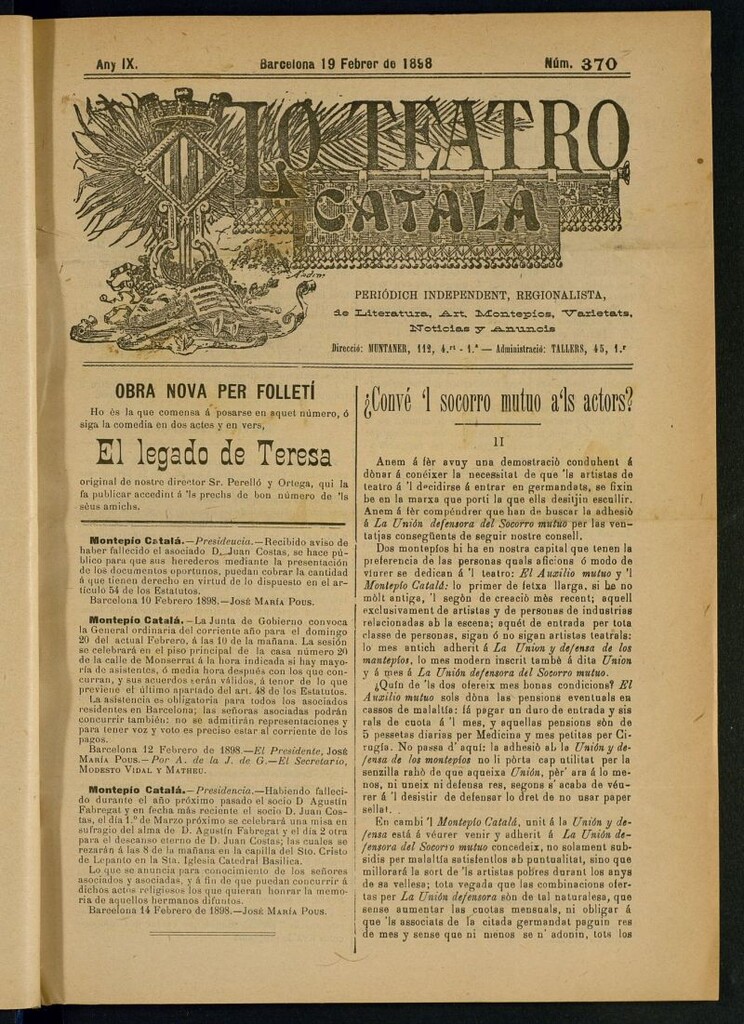 Any IX.
Barcelona 19 Febrer de 1898
Núm. 370
LO TEATRO
CATALÁ
PERIÓDICH INDEPENDENT, REGIONALISTA,
de Literatura, Art, Montepíos, Varietats,
Noticias y Anuncis
Direcció: MUNTANER, 112, 4.rt - 1.ª — Administració: TALLERS, 45, 1.r
OBRA NOVA PER FOLLETÍ
Ho és la que comensa á posarse en aquet número, ó
siga la comedia en dos actes y en vers,
El legado de Teresa
original de nostre director Sr. Perelló y Ortega, qui la
fa publicar accedint á 'ls prechs de bon número de 'ls
séus amichs.
Montepío Catalá.—Presideucia.—Recibido aviso de
haber fallecido el asociado D. Juan Costas, se hace pú-
blico para que sus herederos mediante la presentación
de los documentos oportunos, puedan cobrar la cantidad
á que tienen derecho en virtud de lo dispuesto en el ar-
tículo 54 de los Estatutos.
Barcelona 10 Febrero 1898.—JOSÉ MARÍA POUS.
Montepío Catalá.—La Junta de Gobierno convoca
la General ordinaria del corriente año para el domingo
20 del actual Febrero, á las 10 de la mañana. La sesión
se celebrará en el piso principal de la casa número 20
de la calle de Monserrat á la hora indicada si hay mayo-
ría de asistentes, ó media hora después con los que con-
curran, y sus acuerdos serán válidos, á tenor de lo que
previene el último apartado del art. 48 de los Estatutos.
La asistencia es obligatoria para todos los asociados
residentes en Barcelona; las señoras asociadas podrán
concurrir también: no se admitirán representaciones y
para tener voz y voto es preciso estar al corriente de los
pagos.
Barcelona 12 Febrero de 1898.—El Presidente, JOSÉ
MARÍA POUS.—Por A. de la J. de G.—El Secretario,
MODESTO VIDAL Y MATHEU.
Montepío Catalá.—Presidencia.—Habiendo falleci-
do durante el año próximo pasado el socio D Agustín
Fabregat y en fecha más reciente el socio D. Juan Cos-
tas, el día 1.º de Marzo próximo se celebrará una misa en
sufragio del alma de D. Agustín Fabregat y el día 2 otra
para el descanso eterno de D. Juan Costas; las cuales se
rezarán á las 8 de la mañana en la capilla del Sto. Cristo
de Lepanto en la Sta. Iglesia Catedral Basílica.
Lo que se anuncia para conocimiento de los señores
asociados y asociadas, y á fin de que puedan concurrir á
dichos actos religiosos los que quieran honrar la memo-
ria de aquellos hermanos difuntos.
Barcelona 14 Febrero de 1898.—JOSÉ MARÍA POUS.
¿Convé 'l socorro mutuo a'ls actors?
II
Anem á fèr avuy una demostració conduhent á
dònar á conéixer la necessitat de que 'ls artistas de
teatro á 'l decidirse á entrar en germandats, se fixin
be en la marxa que porti la que ells desitjin escullir.
Anem á fèr compéndrer que han de buscar la adhesió
á La Unión defensora del Socorro mutuo per las ven-
tatjas consegüents de seguir nostre consell.
Dos montepíos hi ha en nostra capital que tenen la
preferencia de las personas quals aficions ó modo de
viurer se dedican á 'l teatro: El Auxilio mutuo y 'l
Montepío Catalá: lo primer de fetxa llarga, si be no
mòlt antiga, 'l segòn de creació més recent; aquell
exclusivament de artistas y de personas de industrias
relacionadas ab la escena; aquét de entrada per tota
classe de personas, sigan ó no sigan artistas teatrals:
lo mes antich adherit á La Union y defensa de los
mantepíos, lo mes modern inscrit també á dita Union
y á mes á La Unión defensora del Socorro mutuo.
¿Quín de 'ls dos ofereix mes bonas condicions? El
Auxilio mutuo sols dòna las pensions eventuals en
cassos de malaltía: fa pagar un duro de entrada y sis
rals de cuota á 'l mes, y aquellas pensions sòn de
5 pessetas diarias per Medicina y mes petitas per Ci-
rugía. No passa d' aquí: la adhesió ab la Unión y de-
fensa de los montepíos no li pòrta cap utilitat per la
senzilla rahò de que aqueixa Unión, pèr' ara á lo me-
nos, ni uneix ni defensa res, segons s' acaba de véu-
rer á 'l desistir de defensar lo dret de no usar paper
sellat.
En cambi 'l Montepío Catalá, unit á la Unión y de-
fensa está á véurer venir y adherit á La Unión de-
fensora del Socorro mutuo concedeix, no solament sub-
sidis per malaltía satisfentlos ab puntualitat, sino que
millorará la sort de 'ls artistas pobres durant los anys
de sa vellesa; tota vegada que las combinacions ofer-
tas per La Unión defensora sòn de tal naturalesa, que
sense aumentar las cuotas mensuals, ni obligar á
que 'ls associats de la citada germandat paguin res
de mes y sense que ni menos se n' adonin, tots los